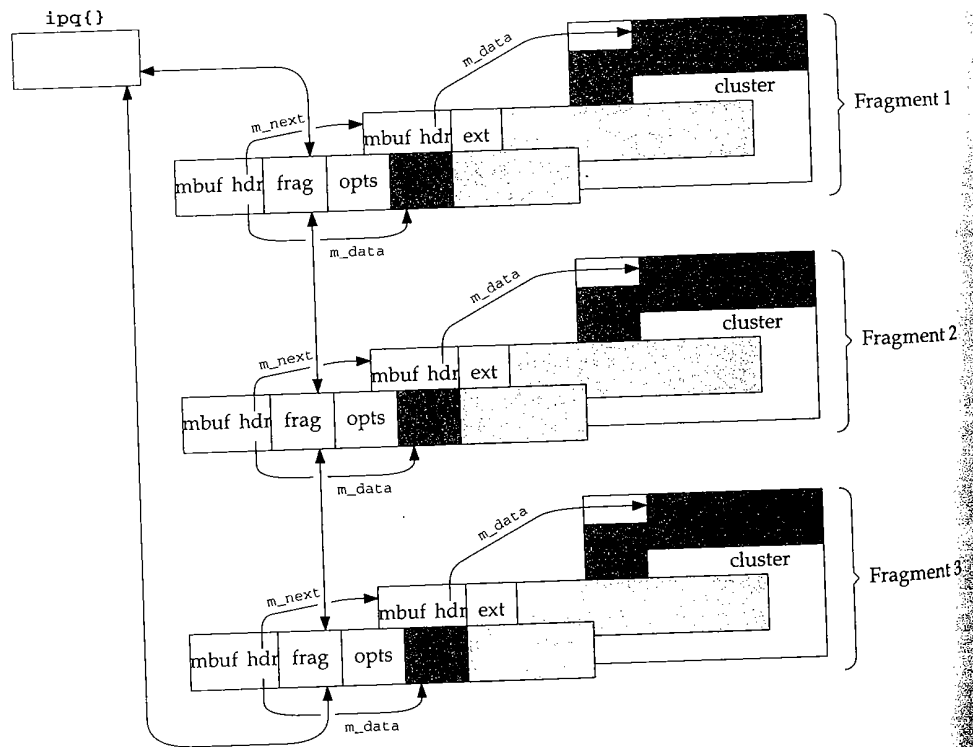 ipq{}
m_data
cluster
Fragment 1
m_next
mbuf hdr ext
mbuf hdr frag opts
m_data
m_data
cluster
Fragment 2
m_next
mbuf hdr ext
mbuf hdr frag opts
m_data
m_data
cluster
Fragment 3
m_next
mbuf hdr ext
mbuf hdr frag opts
m_data